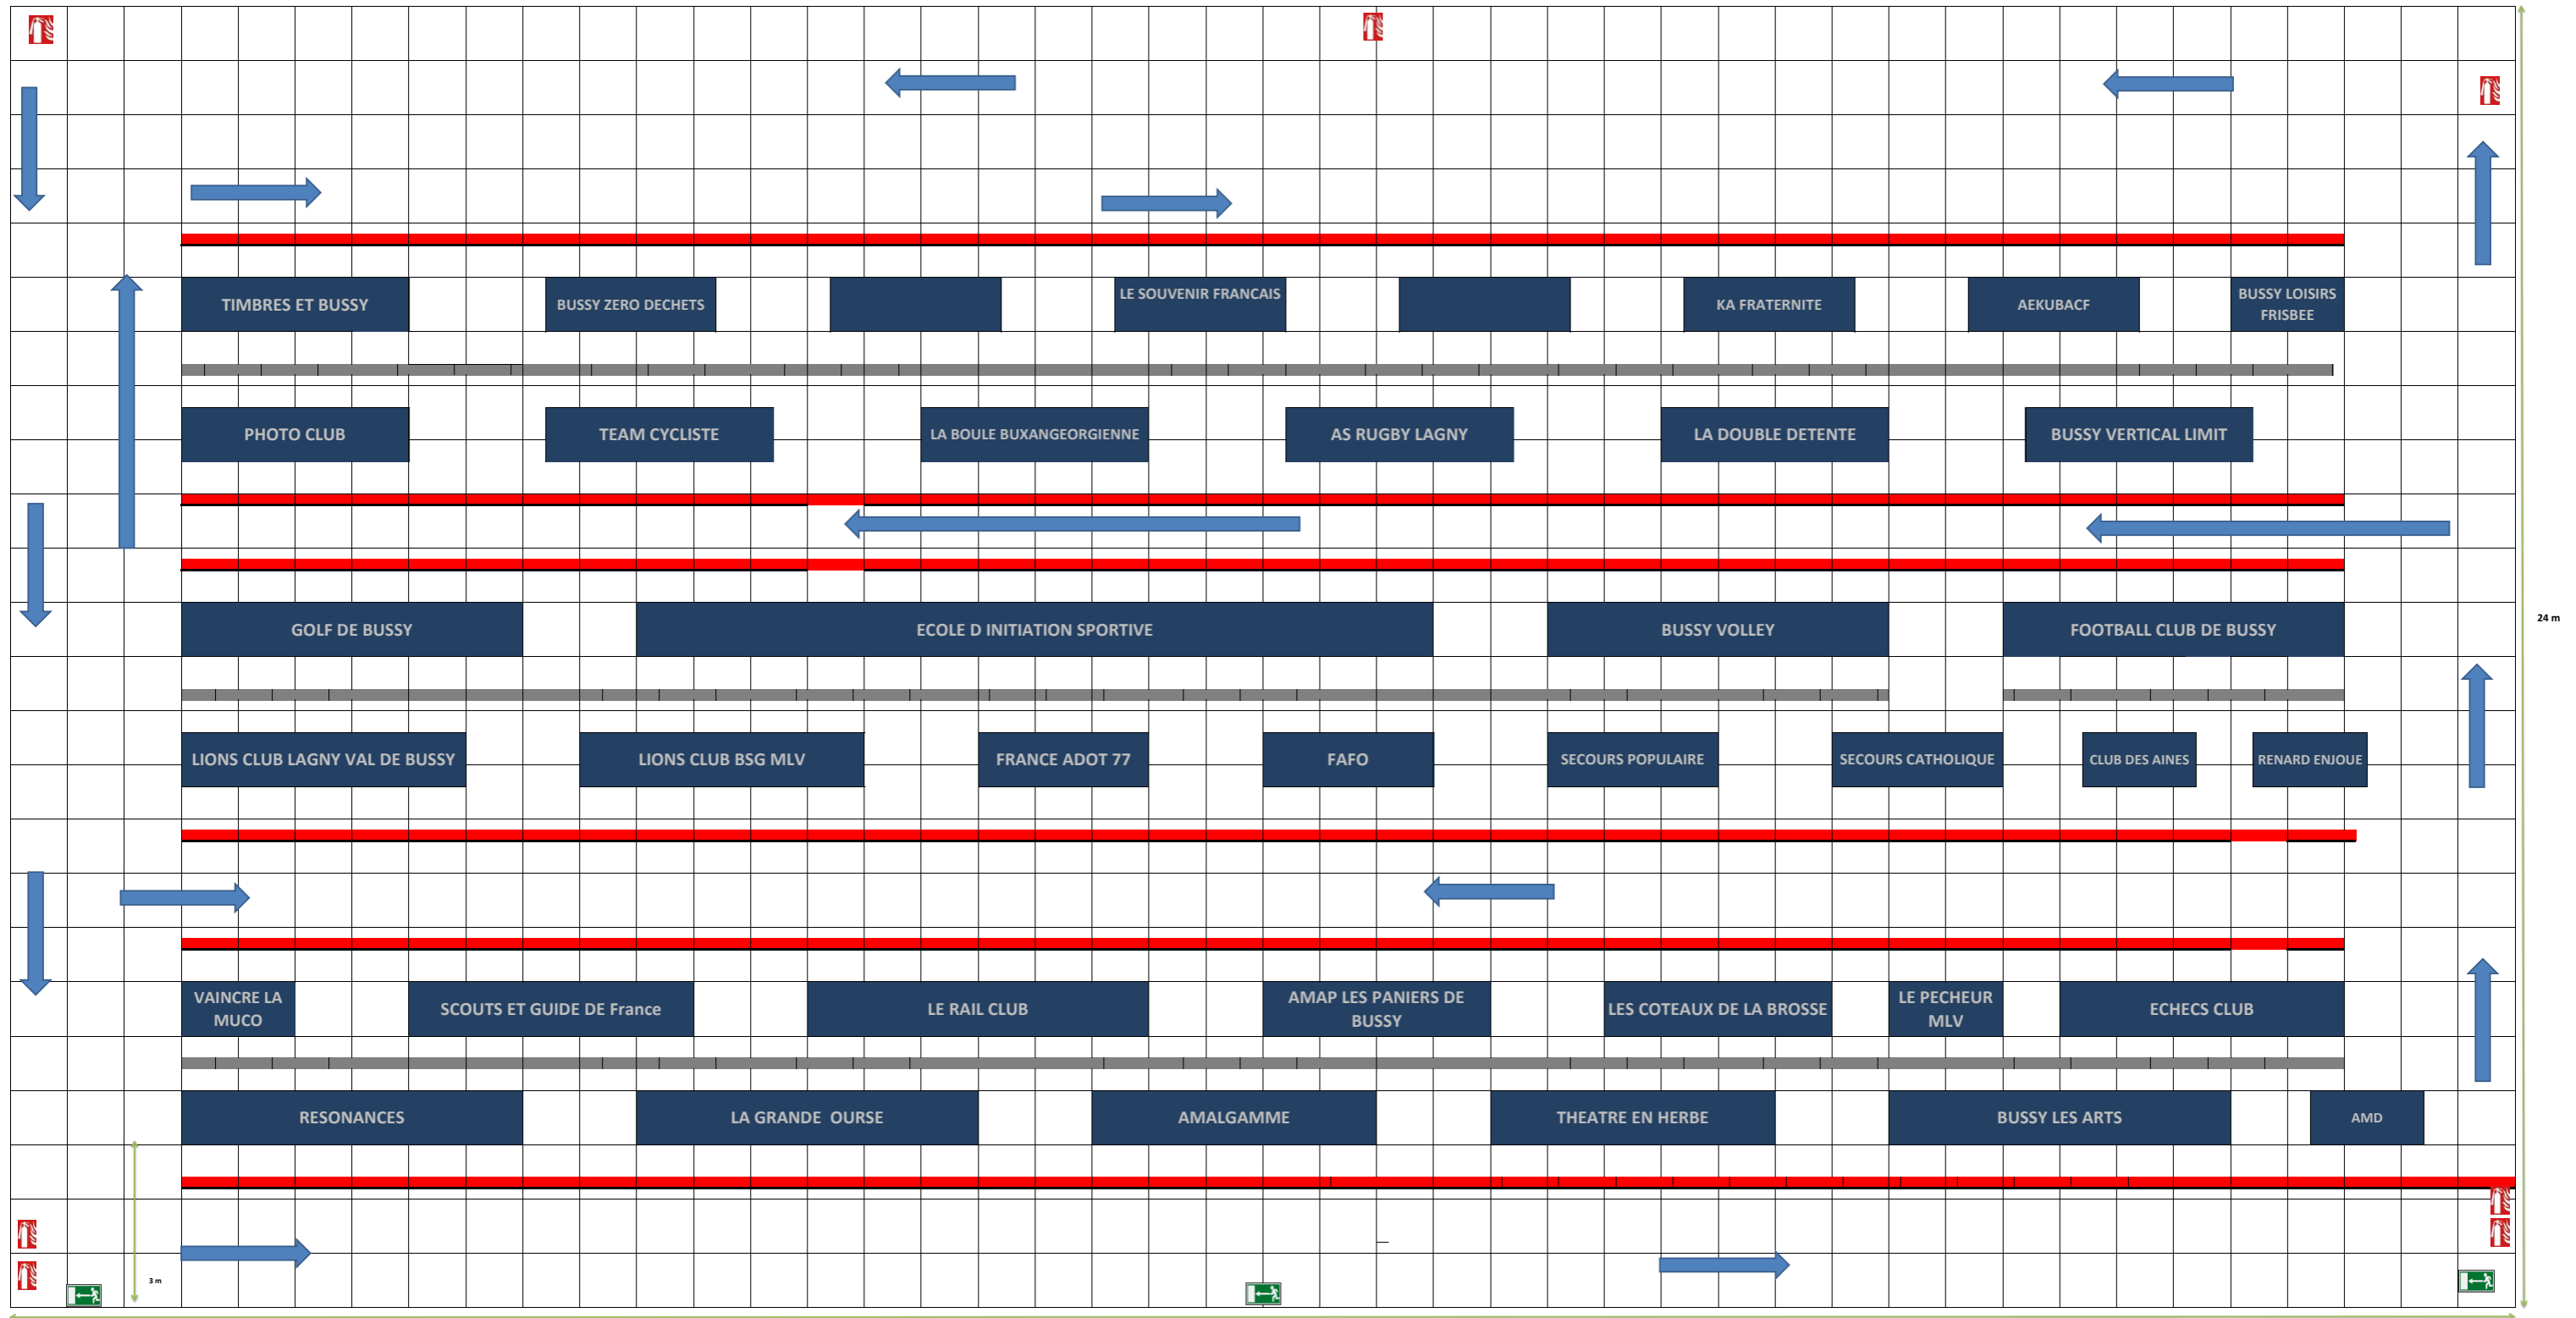 TIMBRES ET BUSSY
BUSSY ZERO DECHETS
LE SOUVENIR FRANCAIS
KA FRATERNITE
AEKUBACF
BUSSY LOISIRS
FRISBEE
PHOTO CLUB
TEAM CYCLISTE
LA BOULE BUXANGEORGIENNE
AS RUGBY LAGNY
LA DOUBLE DETENTE
BUSSY VERTICAL LIMIT
GOLF DE BUSSY
ECOLE D INITIATION SPORTIVE
BUSSY VOLLEY
FOOTBALL CLUB DE BUSSY
24 m
LIONS CLUB LAGNY VAL DE BUSSY
LIONS CLUB BSG MLV
FRANCE ADOT 77
FAFO
SECOURS POPULAIRE
SECOURS CATHOLIQUE
CLUB DES AINES
RENARD ENJOUE
VAINCRE LA
MUCO
SCOUTS ET GUIDE DE France
LE RAIL CLUB
AMAP LES PANIERS DE
BUSSY
LES COTEAUX DE LA BROSSE
LE PECHEUR
MLV
ECHECS CLUB
RESONANCES
LA GRANDE  OURSE
AMALGAMME
THEATRE EN HERBE
BUSSY LES ARTS
AMD
3 m